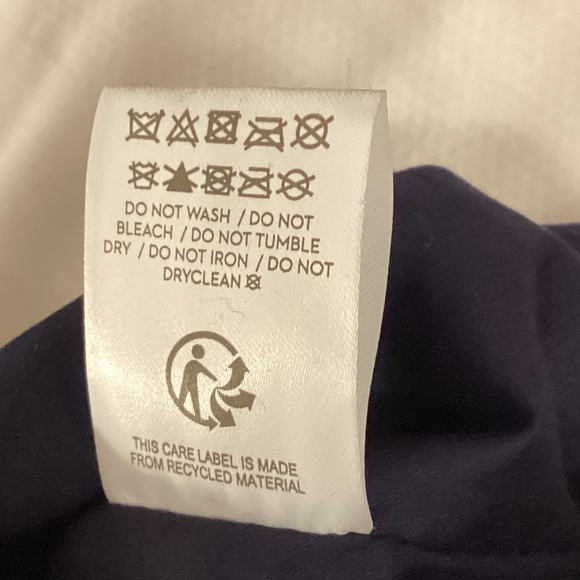 DO NOT WASH / DO NOT
BLEACH / DO NOT TUMBLE
DRY / DO NOT IRON / DO NOT
DRYCLEAN
THIS CARE LABEL IS MADE
FROM RECYCLED MATERIAL